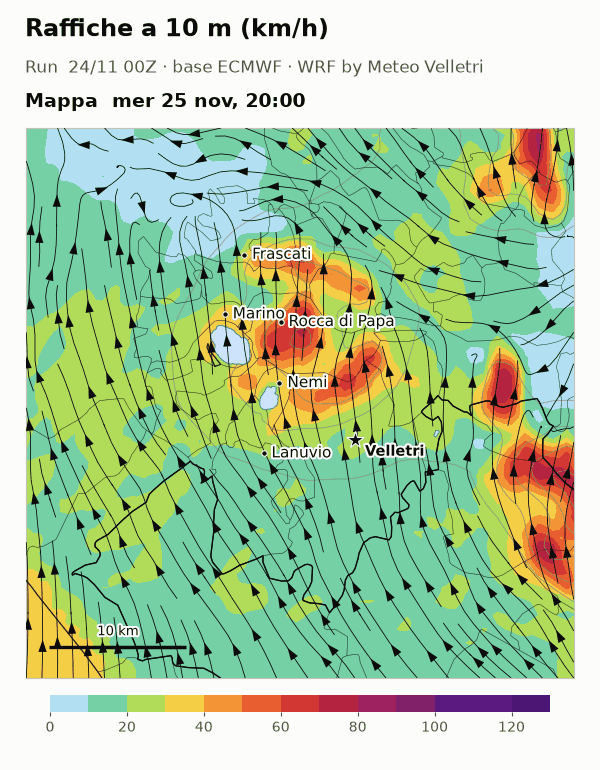 Raffiche a 10 m (km/h)
Run  24/11 00Z · base ECMWF · WRF by Meteo Velletri
Mappa  mer 25 nov, 20:00
Frascati
Marino
Rocca di Papa
Nemi
Velletri
Lanuvio
10 km
0 20 40 60 80 100 120